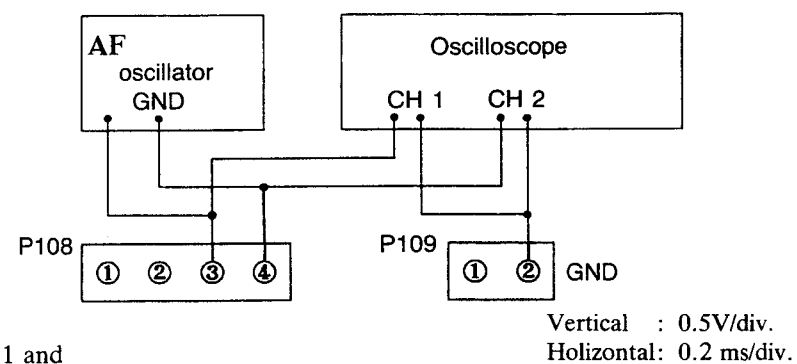 AF
oscillator
GND
Oscilloscope
CH 1 CH 2
P108
① ② ③ ④
P109
① ② GND
Vertical : 0.5V/div.
Holizontal: 0.2 ms/div.
1 and